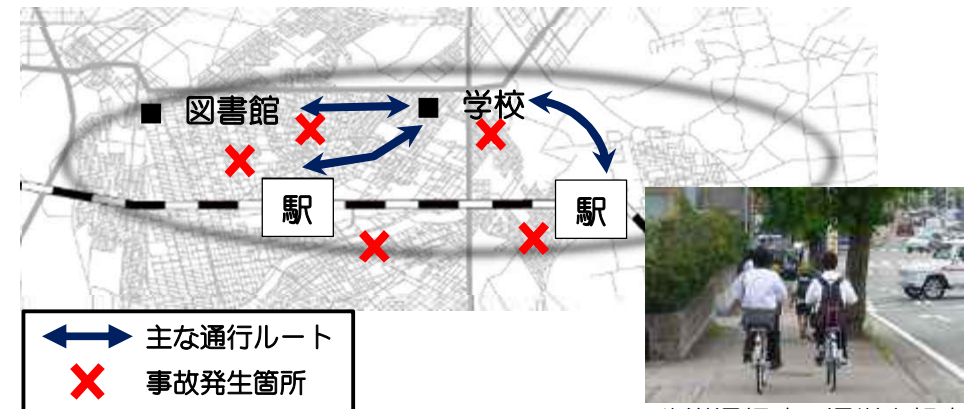 図書館
学校
駅
駅
主な通行ルート
事故発生箇所